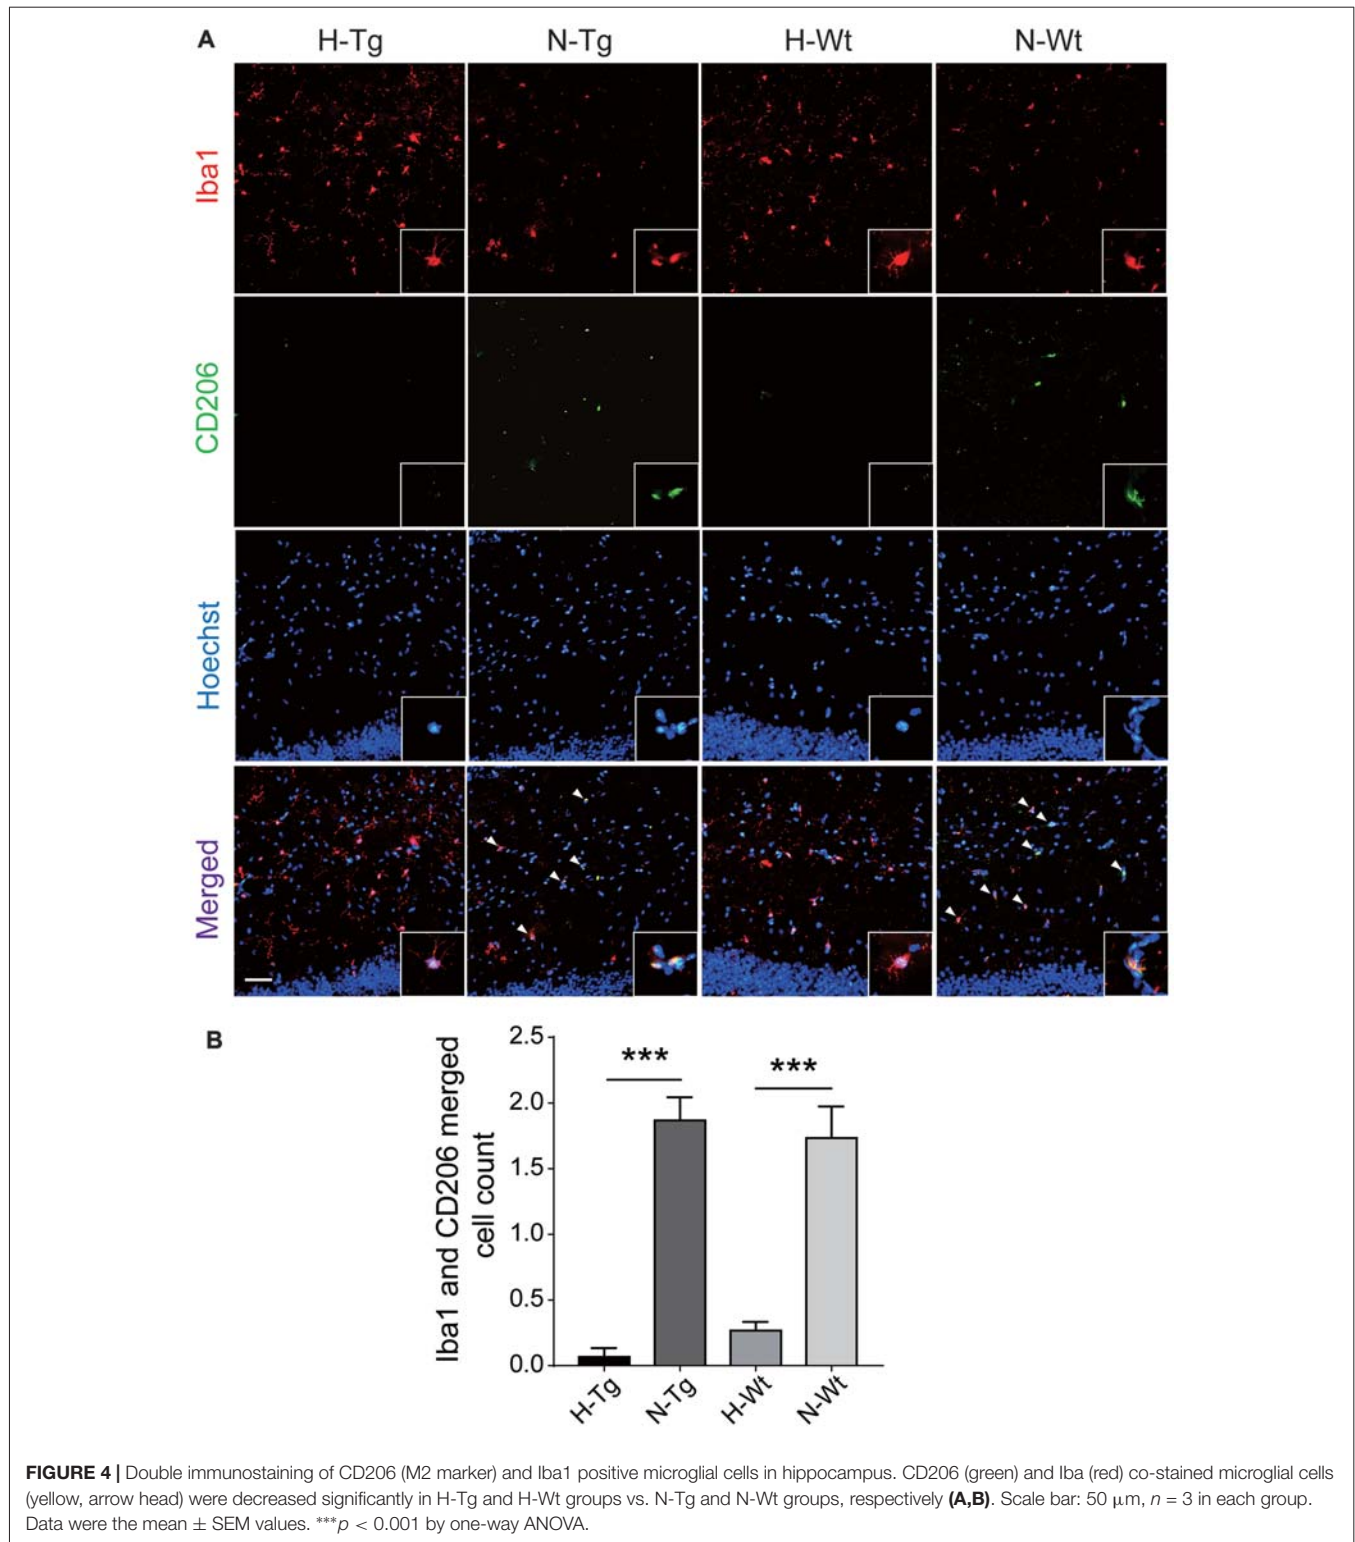 A
H-Tg N-Tg H-Wt N-Wt
Iba1
CD206
Hoechst
Merged
B
Iba1 and CD206 merged
cell count
2.5
2.0
1.5
1.0
0.5
0.0
***
***
H-Tg N-Tg H-Wt N-Wt
FIGURE 4 | Double immunostaining of CD206 (M2 marker) and Iba1 positive microglial cells in hippocampus. CD206 (green) and Iba (red) co-stained microglial cells
(yellow, arrow head) were decreased significantly in H-Tg and H-Wt groups vs. N-Tg and N-Wt groups, respectively (A,B). Scale bar: 50 μm, n = 3 in each group.
Data were the mean ± SEM values. ***p < 0.001 by one-way ANOVA.